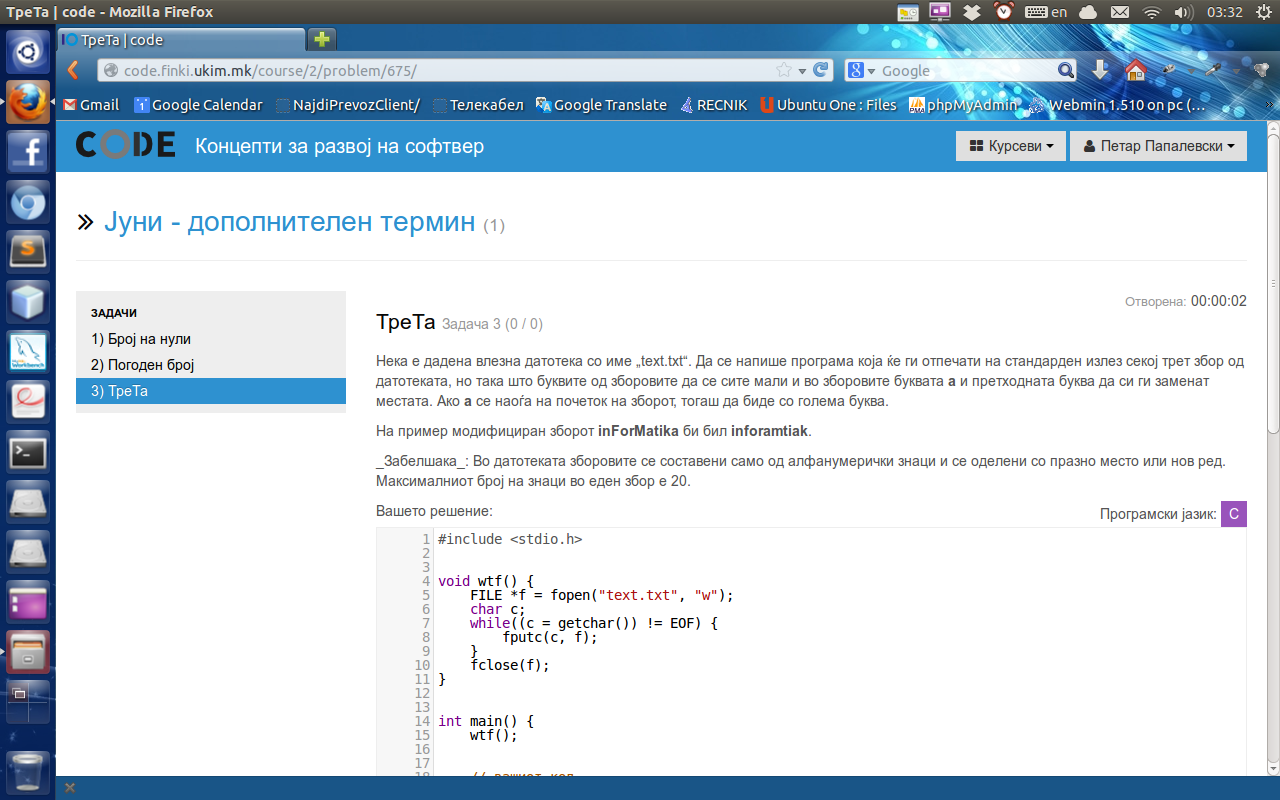 TpeTa | code - Mozilla Firefox
en
03:32
TpeTa | code
code.finki.ukim.mk/course/2/problem/675/
Google
Gmail
Google Calendar
NajdiPrevozClient/
Телекабел
Google Translate
RECNIK
Ubuntu One : Files
phpMyAdmin
Webmin 1.510 on pc (...
CODE
Концепти за развој на софтвер
Курсеви
Петар Папалевски
Јуни - дополнителен термин (1)
ЗАДАЧИ
1) Број на нули
2) Погоден број
3) ТреТа
Отворена: 00:00:02
ТреТа Задача 3 (0 / 0)
Нека е дадена влезна датотека со име „text.txt“. Да се напише програма која ќе ги отпечати на стандарден излез секој трет збор од
датотеката, но така што буквите од зборовите да се сите мали и во зборовите буквата а и претходната буква да си ги заменат
местата. Ако а се наоѓа на почеток на зборот, тогаш да биде со голема буква.
На пример модифициран зборот inForMatika би бил inforamtiak.
_Забелшака_: Во датотеката зборовите се составени само од алфанумерички знаци и се оделени со празно место или нов ред.
Максималниот број на знаци во еден збор е 20.
Вашето решение:
Програмски јазик: C
1 #include <stdio.h>
2
3
4 void wtf() {
5     FILE *f = fopen("text.txt", "w");
6     char c;
7     while((c = getchar()) != EOF) {
8         fputc(c, f);
9     }
10     fclose(f);
11 }
12
13
14 int main() {
15     wtf();
16
17
18     // вашиот код